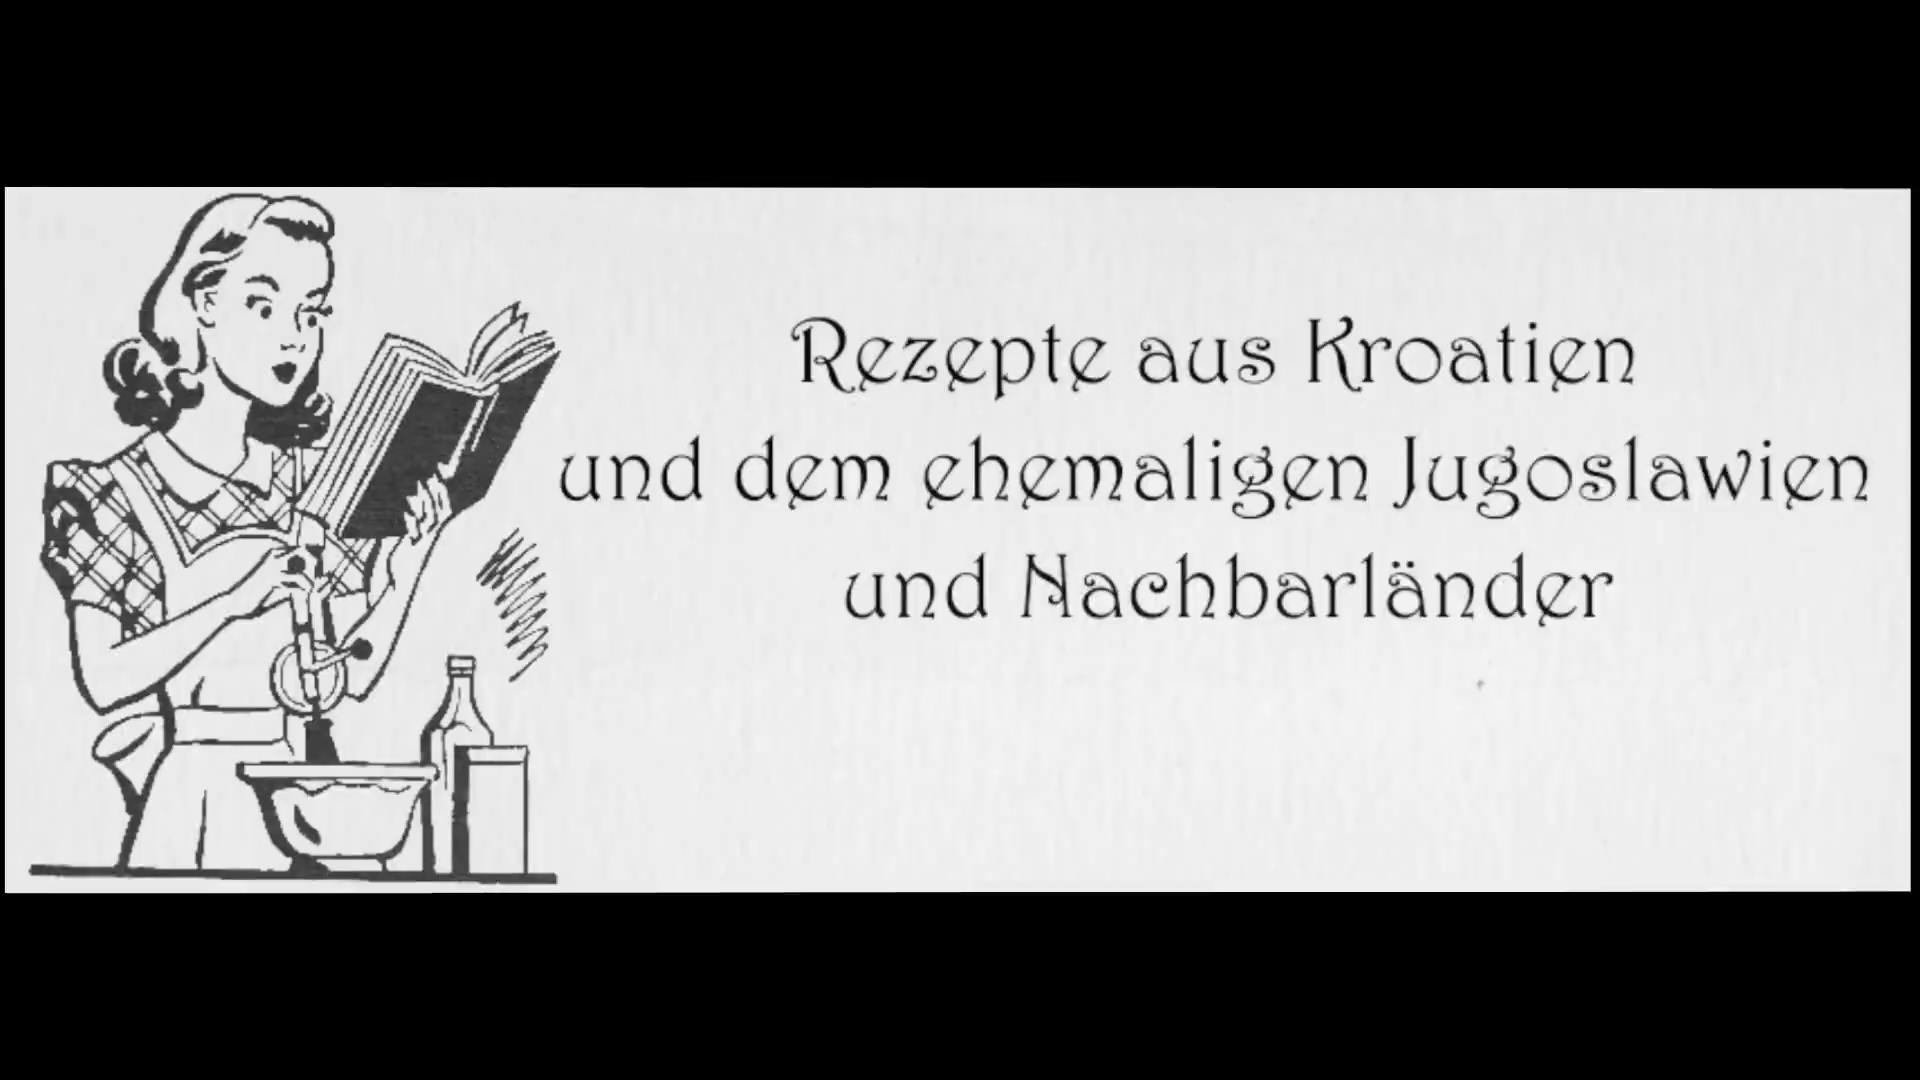 Rezepte aus Kroatien
und dem ehemaligen Jugoslawien
und Nachbarländer